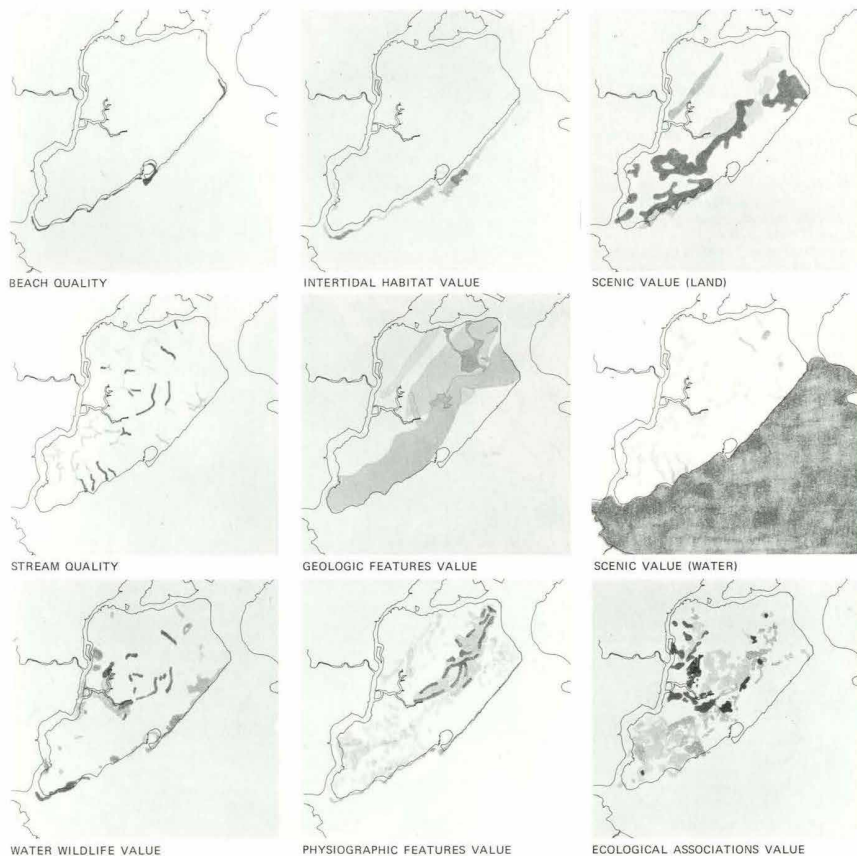 BEACH QUALITY
INTERTIDAL HABITAT VALUE
SCENIC VALUE (LAND)
STREAM QUALITY
GEOLOGIC FEATURES VALUE
SCENIC VALUE (WATER)
WATER WILDLIFE VALUE
PHYSIOGRAPHIC FEATURES VALUE
ECOLOGICAL ASSOCIATIONS VALUE